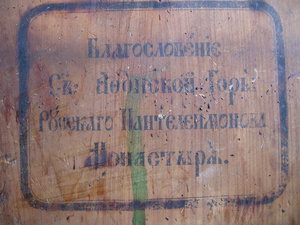 Благословеніе
Св. Аѳонской Горы
Русскаго Пантелеимонова
Монастыря.